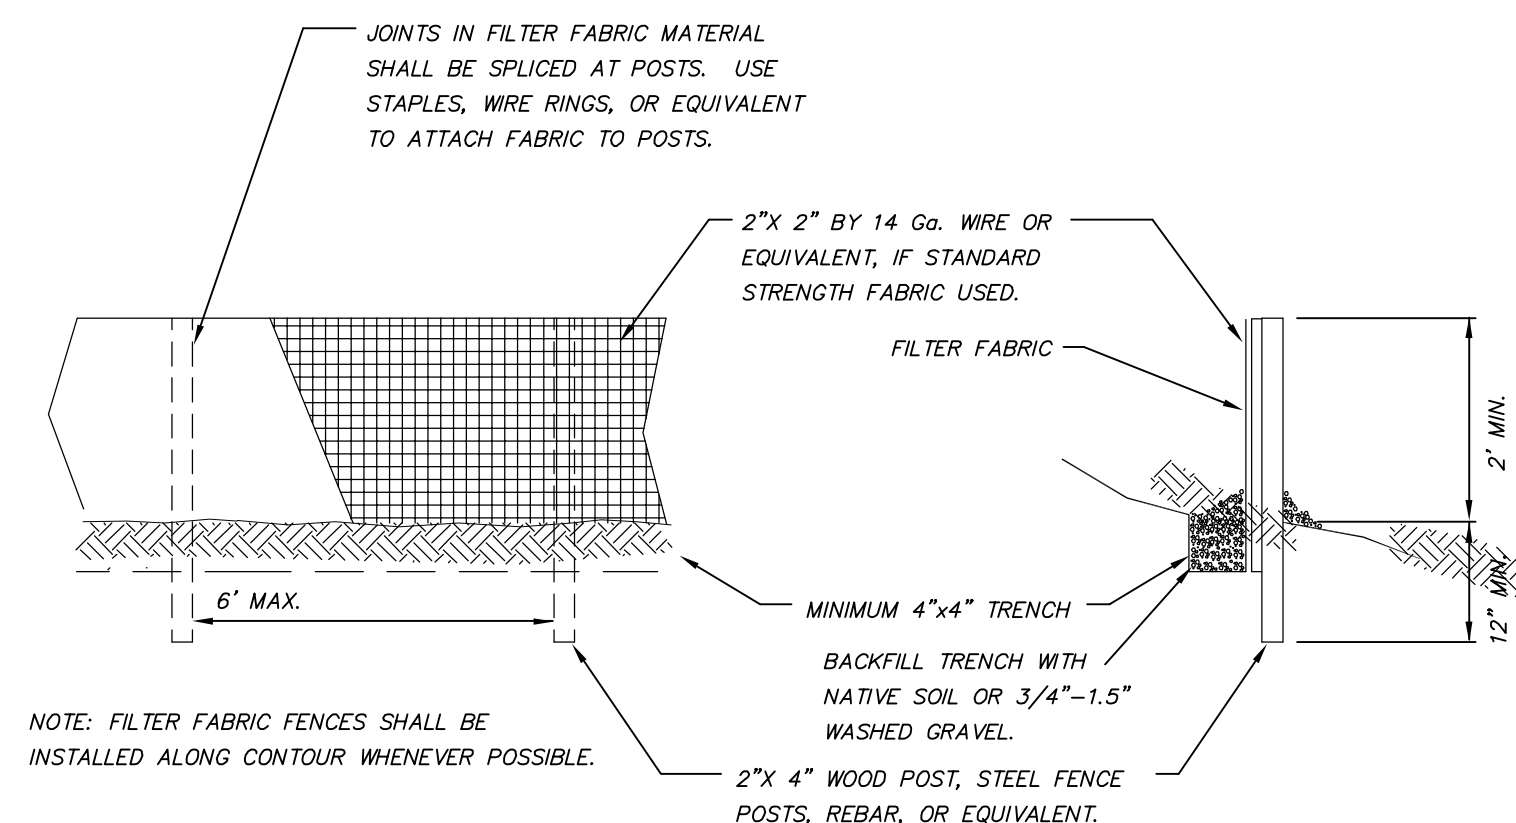 JOINTS IN FILTER FABRIC MATERIAL
SHALL BE SPLICED AT POSTS. USE
STAPLES, WIRE RINGS, OR EQUIVALENT
TO ATTACH FABRIC TO POSTS.
2"X 2" BY 14 Ga. WIRE OR
EQUIVALENT, IF STANDARD
STRENGTH FABRIC USED.
FILTER FABRIC
2' MIN.
12" MIN.
6' MAX.
MINIMUM 4"x4" TRENCH
BACKFILL TRENCH WITH
NATIVE SOIL OR 3/4"-1.5"
WASHED GRAVEL.
NOTE: FILTER FABRIC FENCES SHALL BE
INSTALLED ALONG CONTOUR WHENEVER POSSIBLE.
2"X 4" WOOD POST, STEEL FENCE
POSTS, REBAR, OR EQUIVALENT.